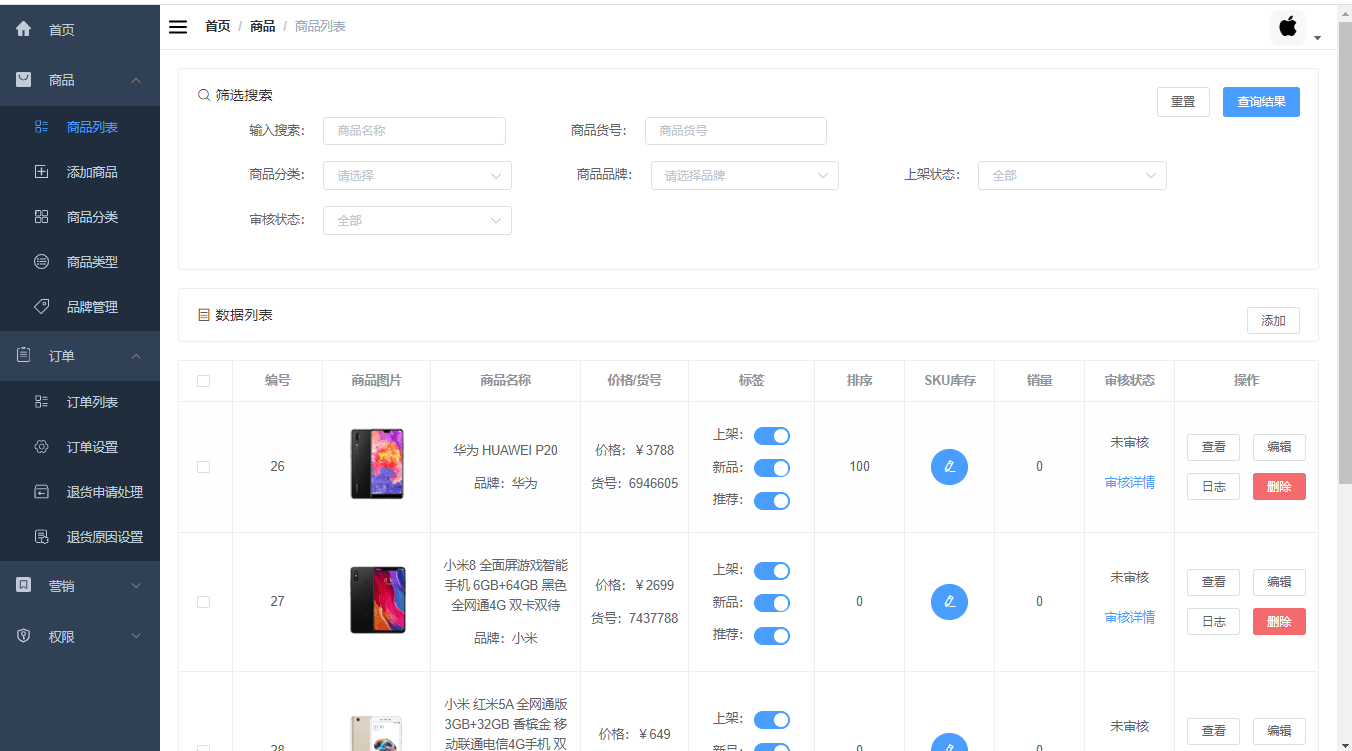 首页
商品
商品列表
添加商品
商品分类
商品类型
品牌管理
订单
订单列表
订单设置
退货申请处理
退货原因设置
营销
权限
首页 / 商品 / 商品列表
筛选搜索
重置
查询结果
输入搜索： 商品名称 商品货号： 商品货号
商品分类： 请选择 商品品牌： 请选择品牌 上架状态： 全部
审核状态： 全部
数据列表
添加
编号 商品图片 商品名称 价格/货号 标签 排序 SKU库存 销量 审核状态 操作
26
华为 HUAWEI P20
品牌：华为
价格：￥3788
货号：6946605
上架：
新品：
推荐：
100
0
未审核
审核详情
查看 编辑
日志 删除
27
小米8 全面屏游戏智能
手机 6GB+64GB 黑色
全网通4G 双卡双待
品牌：小米
价格：￥2699
货号：7437788
上架：
新品：
推荐：
0
0
未审核
审核详情
查看 编辑
日志 删除
28
小米 红米5A 全网通版
3GB+32GB 香槟金 移
动联通电信4G手机 双
价格：￥649
上架：
新品：
0
0
未审核
查看 编辑